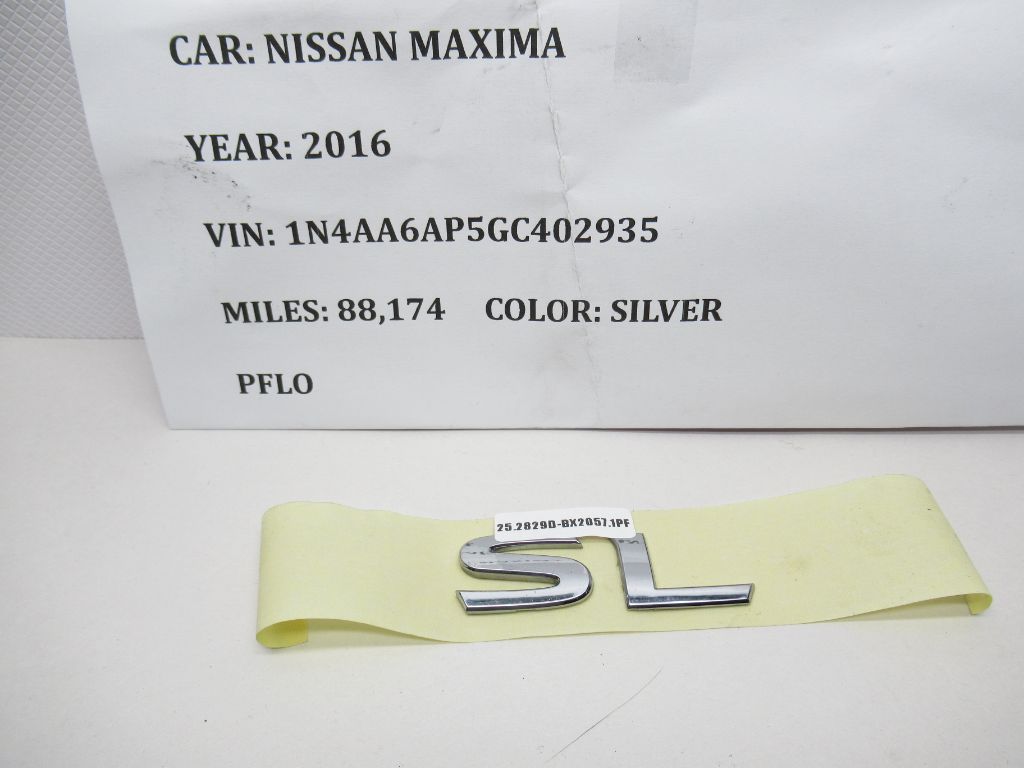 CAR: NISSAN MAXIMA
YEAR: 2016
VIN: 1N4AA6AP5GC402935
MILES: 88,174 COLOR: SILVER
PFLO
25.2829D-BX2057.1PF
SL